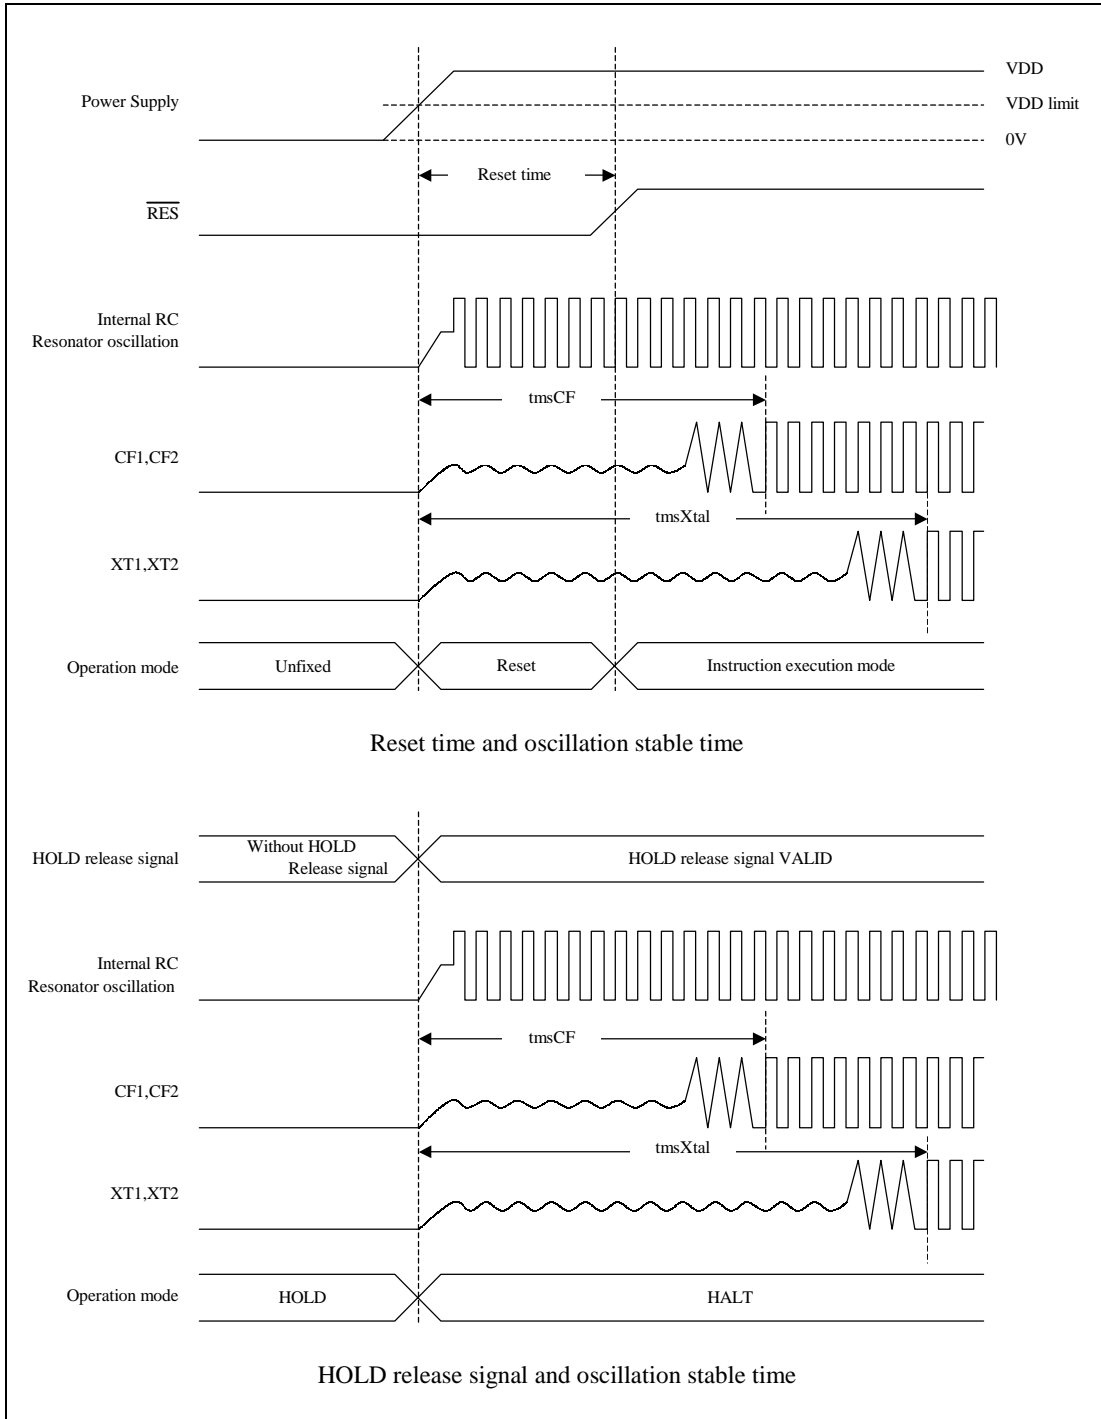 VDD
Power Supply
VDD limit
0V
Reset time
RES
Internal RC
Resonator oscillation
tmsCF
CF1,CF2
tmsXtal
XT1,XT2
Operation mode
Unfixed
Reset
Instruction execution mode
Reset time and oscillation stable time
HOLD release signal
Without HOLD
Release signal
HOLD release signal VALID
Internal RC
Resonator oscillation
tmsCF
CF1,CF2
tmsXtal
XT1,XT2
Operation mode
HOLD
HALT
HOLD release signal and oscillation stable time